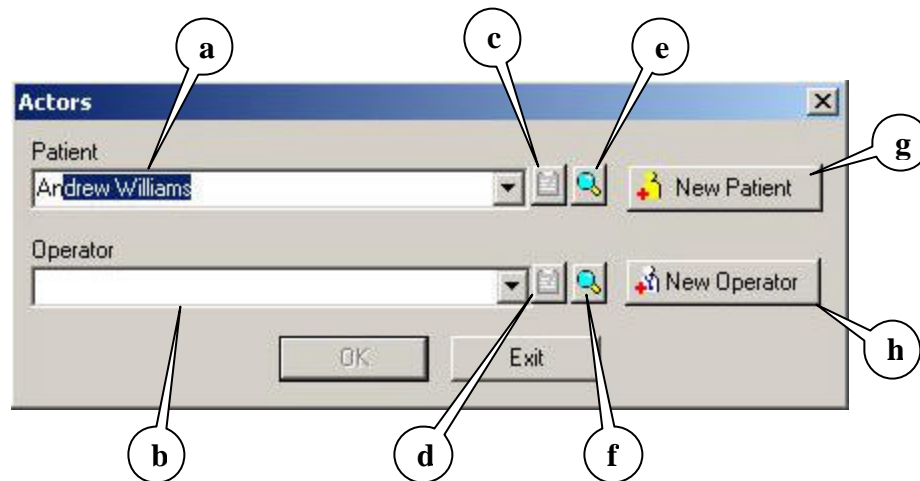 a
c
e
Actors
g
Patient
Andrew Williams
New Patient
Operator
New Operator
OK
Exit
h
b
d
f